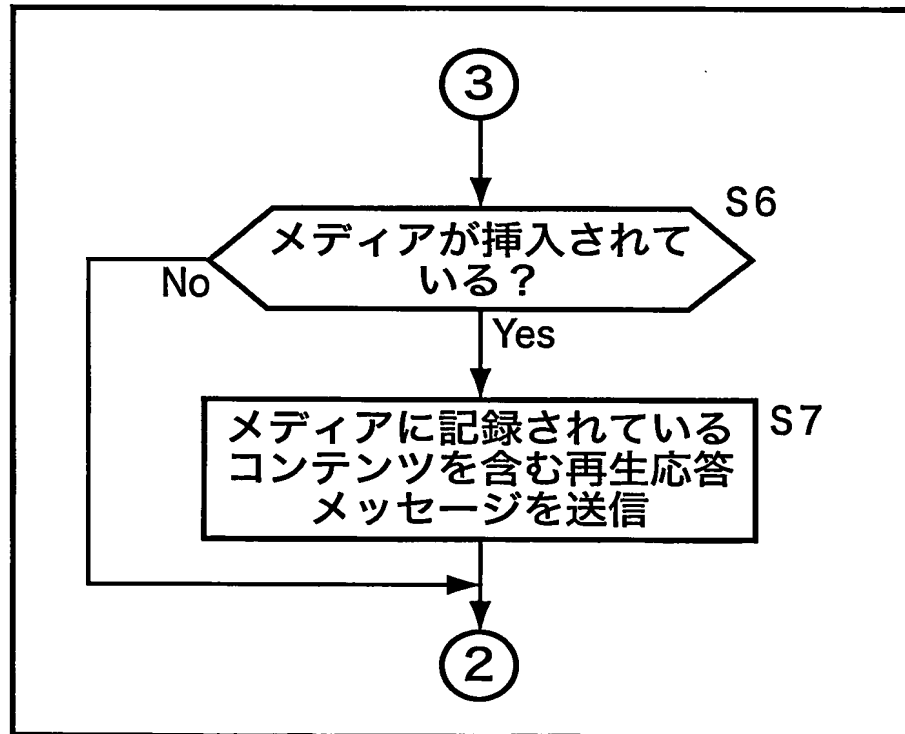 3
S6
メディアが挿入されて
いる？
No
Yes
S7
メディアに記録されている
コンテンツを含む再生応答
メッセージを送信
2